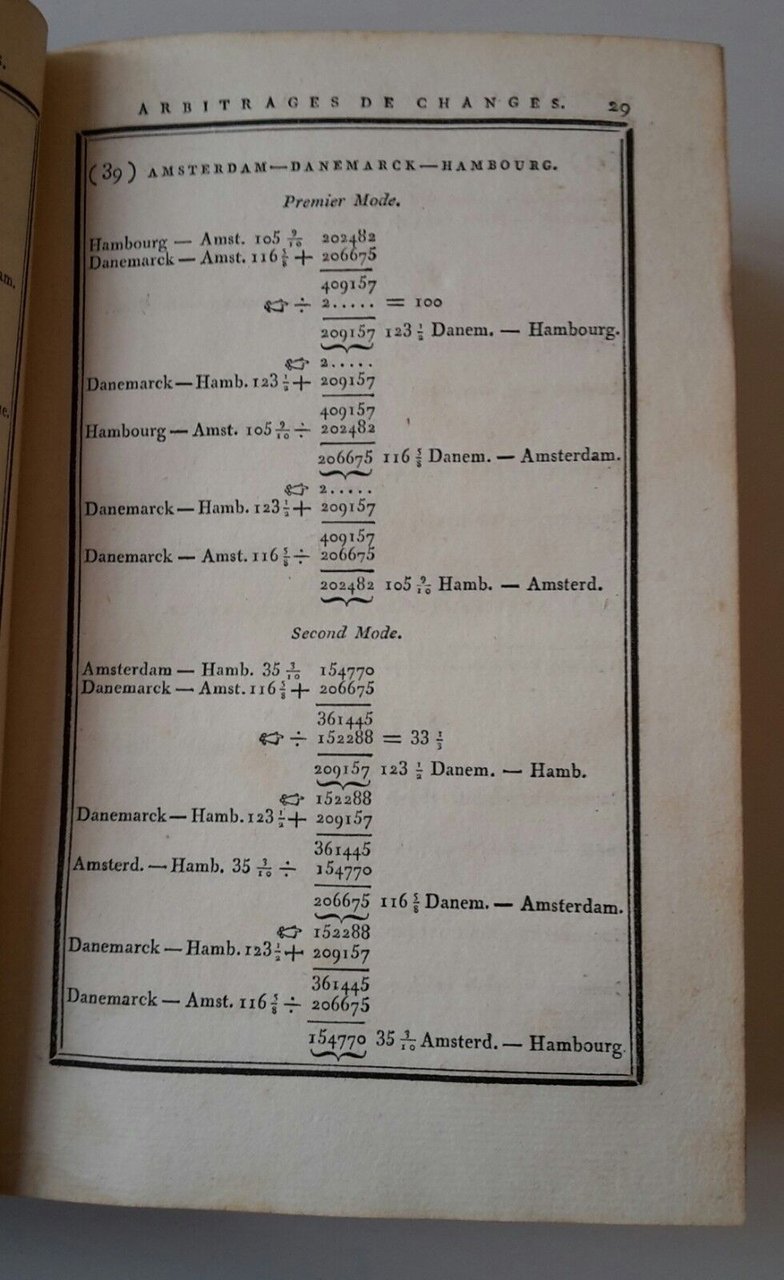 ARBITRAGES DE CHANGES. 29
(39) AMSTERDAM—DANEMARCK—HAMBOURG.
Premier Mode.
Hambourg — Amst. 105 9/10 202482
Danemarck — Amst. 116 5/8 + 206675
409157
☞ ÷ 2..... = 100
209157 123 1/2 Danem. — Hambourg.
☞ 2.....
Danemarck — Hamb. 123 1/2 + 209157
409157
Hambourg — Amst. 105 9/10 ÷ 202482
206675 116 5/8 Danem. — Amsterdam.
☞ 2.....
Danemarck — Hamb. 123 1/2 + 209157
409157
Danemarck — Amst. 116 5/8 ÷ 206675
202482 105 9/10 Hamb. — Amsterd.
Second Mode.
Amsterdam — Hamb. 35 3/10 154770
Danemarck — Amst. 116 5/8 + 206675
361445
☞ ÷ 152288 = 33 1/3
209157 123 1/2 Danem. — Hamb.
☞ 152288
Danemarck — Hamb. 123 1/2 + 209157
361445
Amsterd. — Hamb. 35 3/10 ÷ 154770
206675 116 5/8 Danem. — Amsterdam.
☞ 152288
Danemarck — Hamb. 123 1/2 + 209157
361445
Danemarck — Amst. 116 5/8 ÷ 206675
154770 35 3/10 Amsterd. — Hambourg.